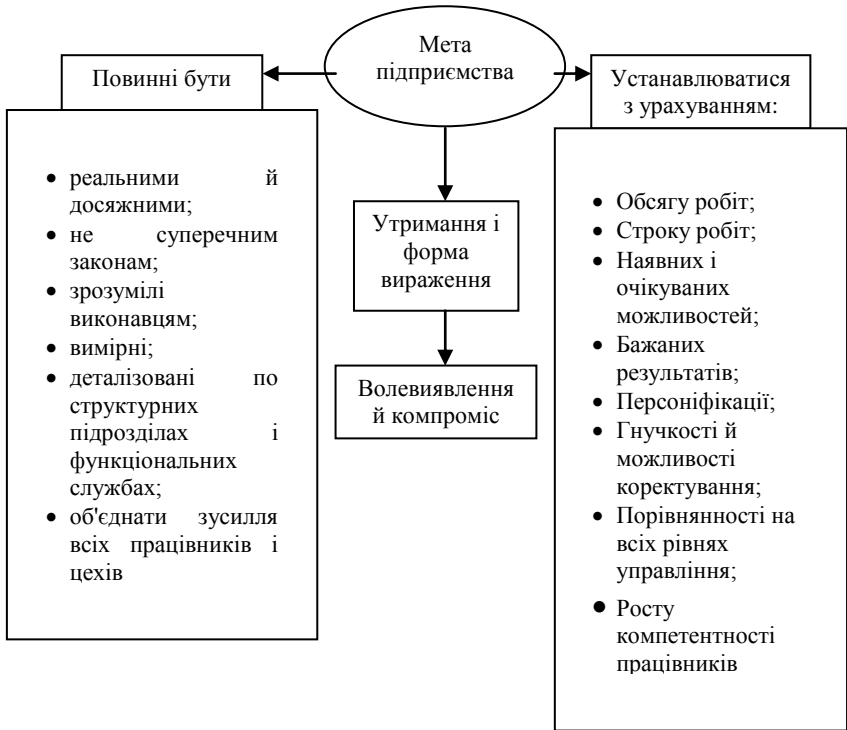 Мета
підприємства
Повинні бути
Устанавлюватися
з урахуванням:
• реальними й
досяжними;
• не суперечним
законам;
• зрозумілі
виконавцям;
• вимірні;
• деталізовані по
структурних
підрозділах і
функціональних
службах;
• об'єднати зусилля
всіх працівників і
цехів
Утримання і
форма
вираження
Волевиявлення
й компроміс
• Обсягу робіт;
• Строку робіт;
• Наявних і
очікуваних
можливостей;
• Бажаних
результатів;
• Персоніфікації;
• Гнучкості й
можливості
коректування;
• Порівнянності на
всіх рівнях
управління;
• Росту
компетентності
працівників